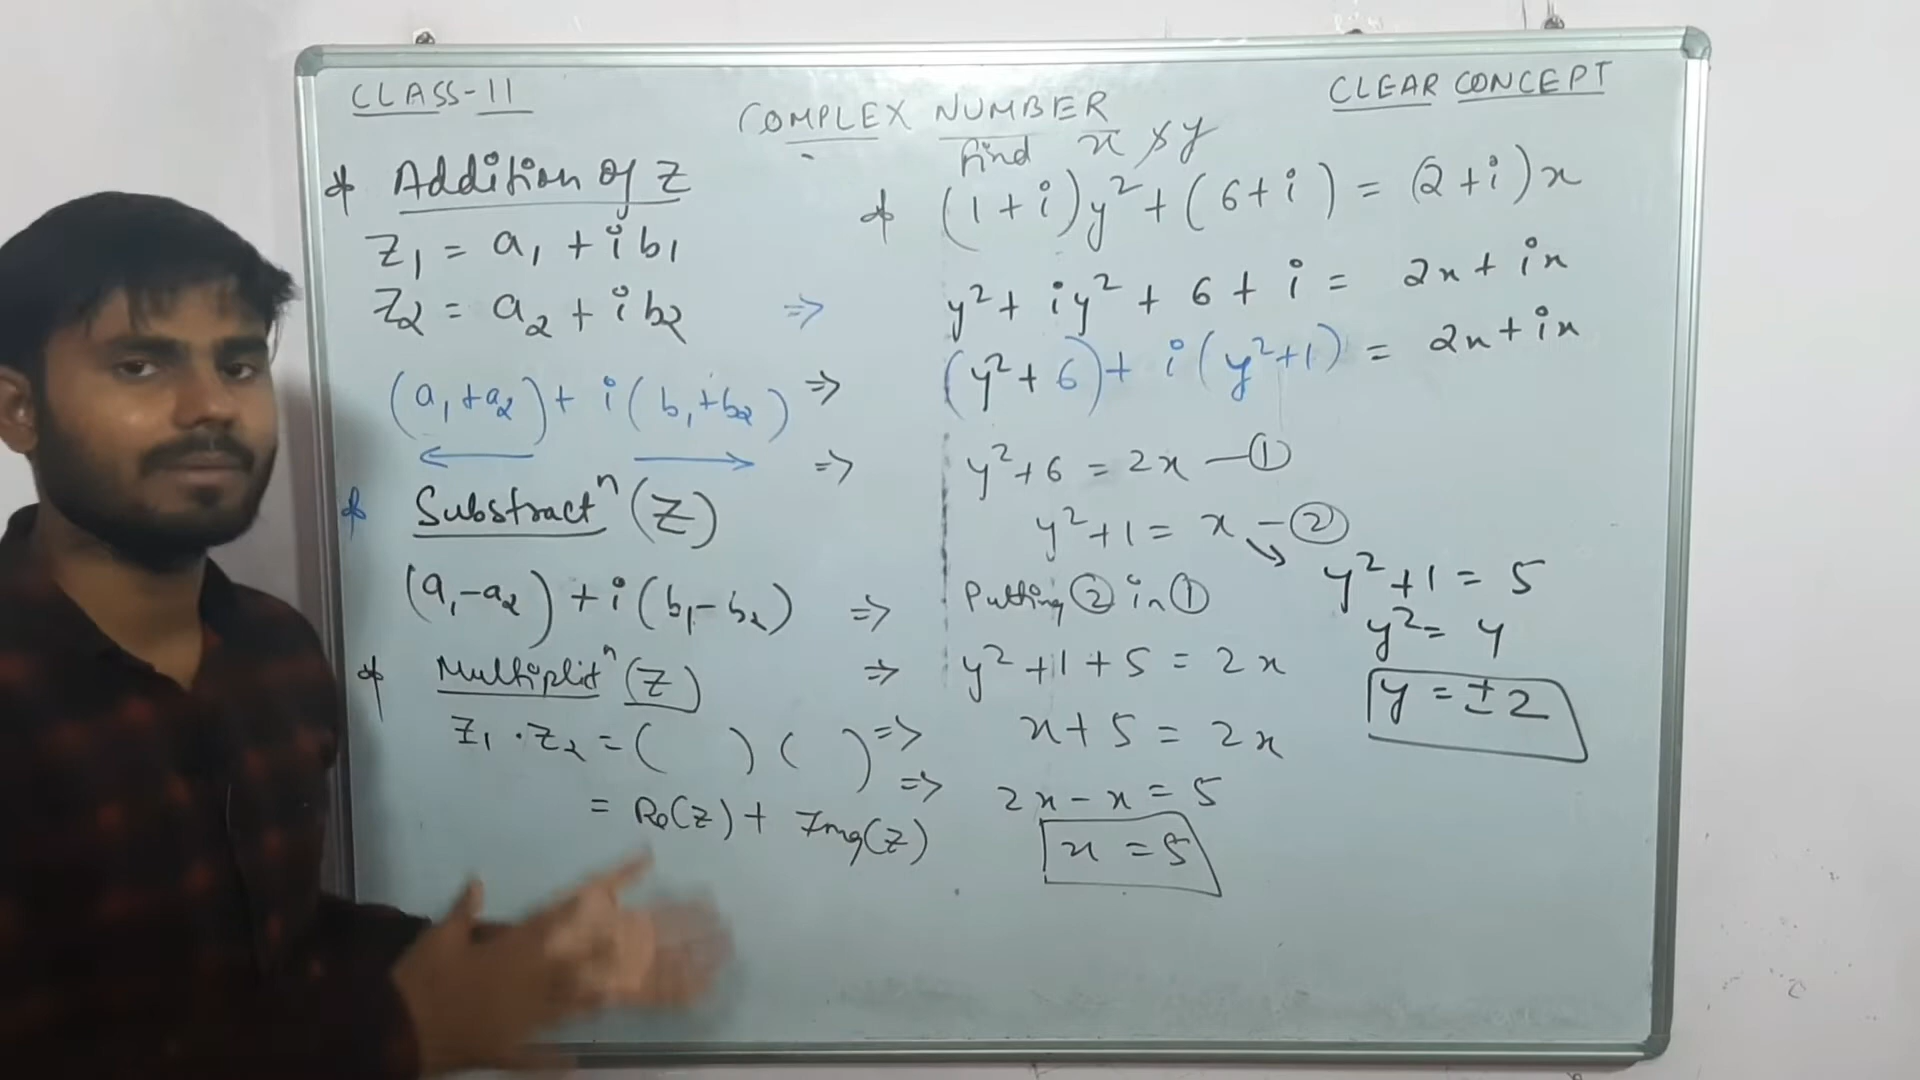 CLASS-11
COMPLEX NUMBER
CLEAR CONCEPT
Addition of Z
Z₁ = a₁ + i b₁
Z₂ = a₂ + i b₂
(a₁+a₂) + i (b₁+b₂)
Substractⁿ (Z)
(a₁-a₂) + i (b₁- b₂)
Multiplitⁿ (Z)
Z₁ . Z₂ = ( ) ( )
= Re(Z) + Img(Z)
find x & y
(1+i)y² + (6+i) = (2+i)x
⇒ y² + iy² + 6 + i = 2x + ix
⇒ (y² + 6) + i (y²+1) = 2x + ix
⇒ y²+6 = 2x —①
y²+1 = x —②
⇒ Putting ② in ①
⇒ y² +1 + 5 = 2x
⇒ x + 5 = 2x
⇒ 2x - x = 5
x = 5
y²+1 = 5
y² = 4
y = ±2